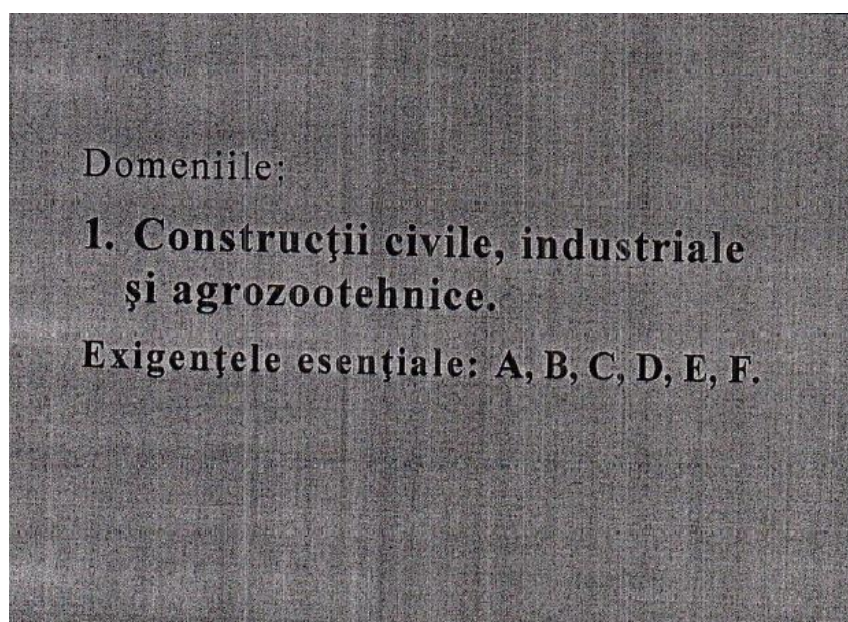 Domeniile:
1. Construcţii civile, industriale
şi agrozootehnice.
Exigenţele esenţiale: A, B, C, D, E, F.